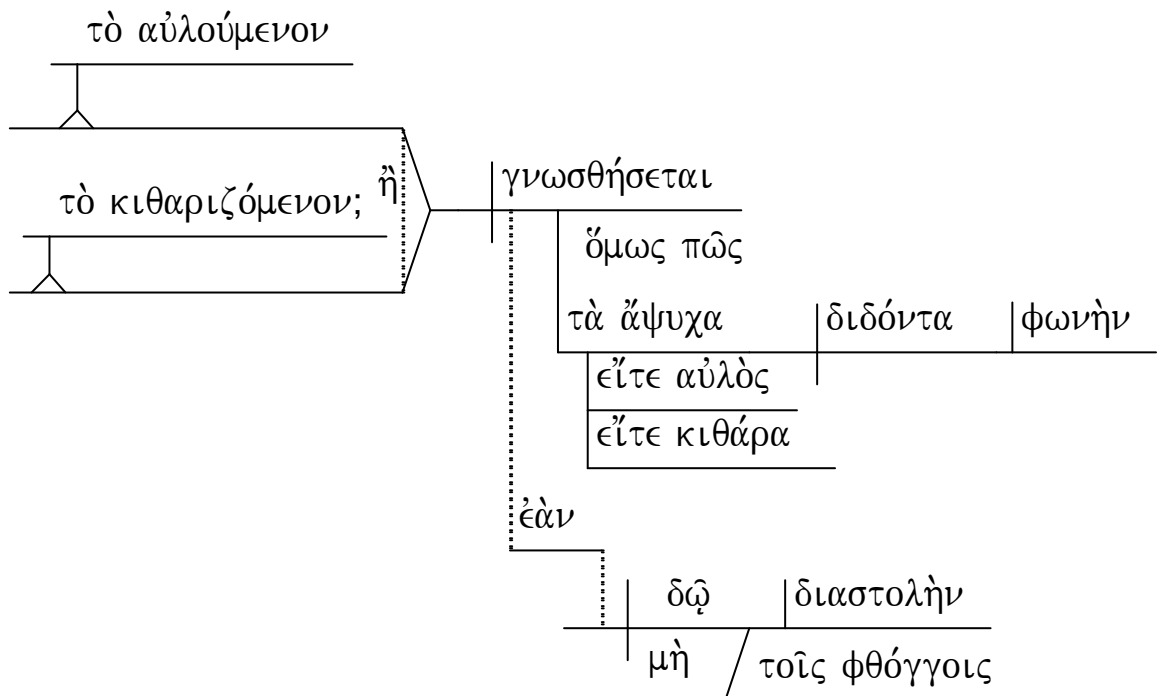 τὸ αὐλούμενον
τὸ κιθαριζόμενον;
ἢ
γνωσθήσεται
ὅμως πῶς
τὰ ἄψυχα διδόντα φωνὴν
εἴτε αὐλὸς
εἴτε κιθάρα
ἐὰν
δῷ διαστολὴν
μὴ τοῖς φθόγγοις